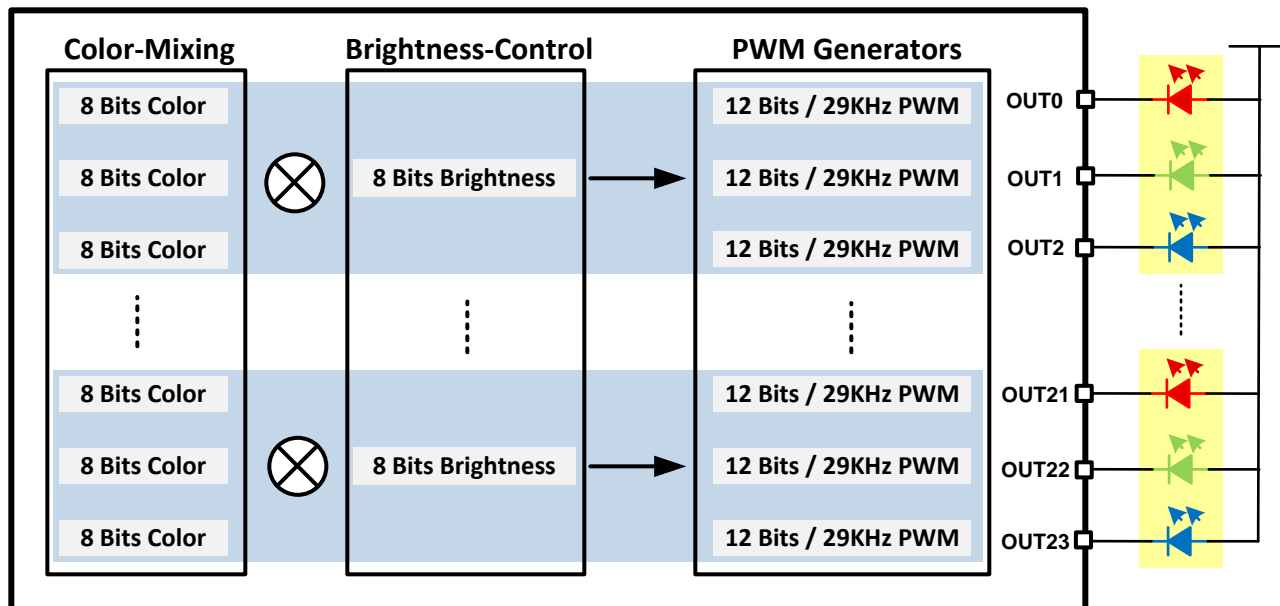 Color-Mixing Brightness-Control PWM Generators
8 Bits Color 12 Bits / 29KHz PWM OUT0
8 Bits Color 8 Bits Brightness 12 Bits / 29KHz PWM OUT1
8 Bits Color 12 Bits / 29KHz PWM OUT2
8 Bits Color 12 Bits / 29KHz PWM OUT21
8 Bits Color 8 Bits Brightness 12 Bits / 29KHz PWM OUT22
8 Bits Color 12 Bits / 29KHz PWM OUT23